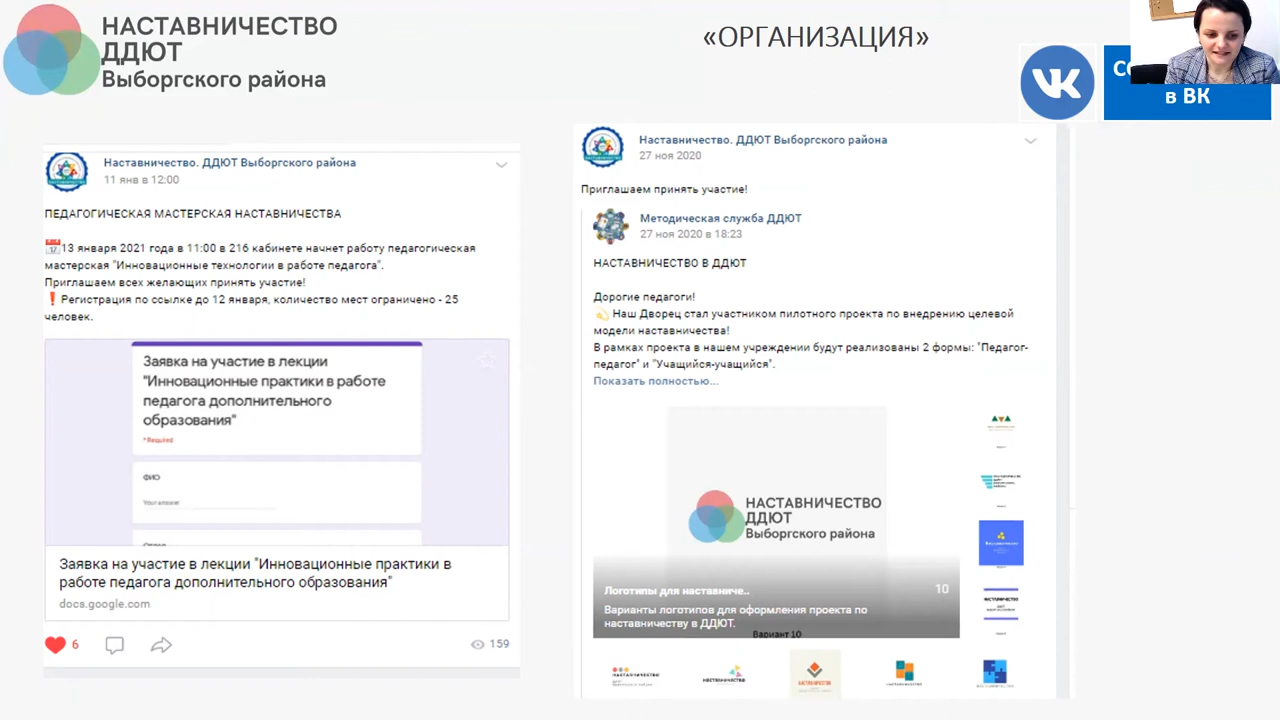 НАСТАВНИЧЕСТВО
ДДЮТ
Выборгского района
«ОРГАНИЗАЦИЯ»
в ВК
Наставничество. ДДЮТ Выборгского района
11 янв в 12:00
ПЕДАГОГИЧЕСКАЯ МАСТЕРСКАЯ НАСТАВНИЧЕСТВА
13 января 2021 года в 11:00 в 216 кабинете начнет работу педагогическая
мастерская "Инновационные технологии в работе педагога".
Приглашаем всех желающих принять участие!
Регистрация по ссылке до 12 января, количество мест ограничено - 25
человек.
Заявка на участие в лекции
"Инновационные практики в работе
педагога дополнительного
образования"
* Required
ФИО
Your answer
Заявка на участие в лекции "Инновационные практики в
работе педагога дополнительного образования"
docs.google.com
6
159
Наставничество. ДДЮТ Выборгского района
27 ноя 2020
Приглашаем принять участие!
Методическая служба ДДЮТ
27 ноя 2020 в 18:23
НАСТАВНИЧЕСТВО В ДДЮТ
Дорогие педагоги!
Наш Дворец стал участником пилотного проекта по внедрению целевой
модели наставничества!
В рамках проекта в нашем учреждении будут реализованы 2 формы: "Педагог-
педагог" и "Учащийся-учащийся".
Показать полностью...
НАСТАВНИЧЕСТВО
ДДЮТ
Выборгского района
Логотипы для наставниче..
10
Варианты логотипов для оформления проекта по
наставничеству в ДДЮТ.
Вариант 10
НАСТАВНИЧЕСТВО
НАСТАВНИЧЕСТВО
НАСТАВНИЧЕСТВО
НАСТАВНИЧЕСТВО